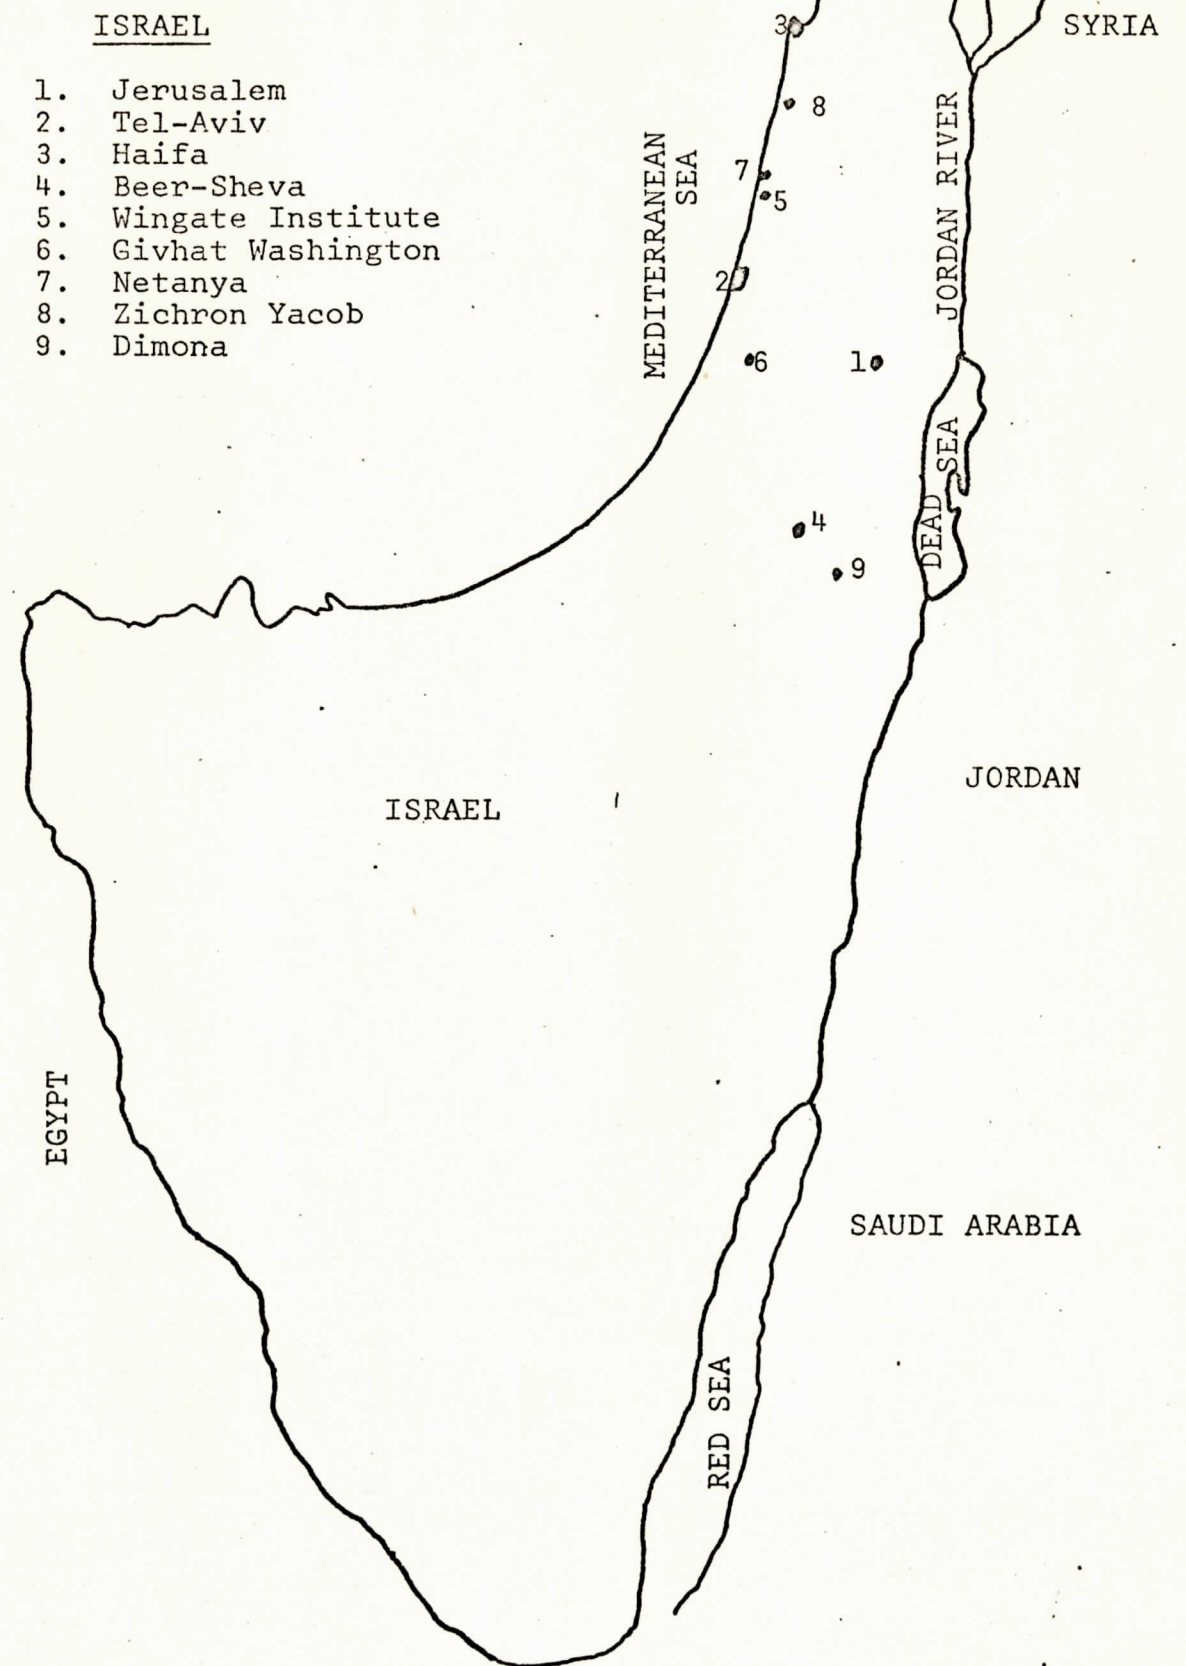 ISRAEL
1. Jerusalem
2. Tel-Aviv
3. Haifa
4. Beer-Sheva
5. Wingate Institute
6. Givhat Washington
7. Netanya
8. Zichron Yacob
9. Dimona
3
SYRIA
8
JORDAN RIVER
MEDITERRANEAN
SEA
7
5
2
6
1
DEAD SEA
4
9
JORDAN
ISRAEL
EGYPT
SAUDI ARABIA
RED SEA